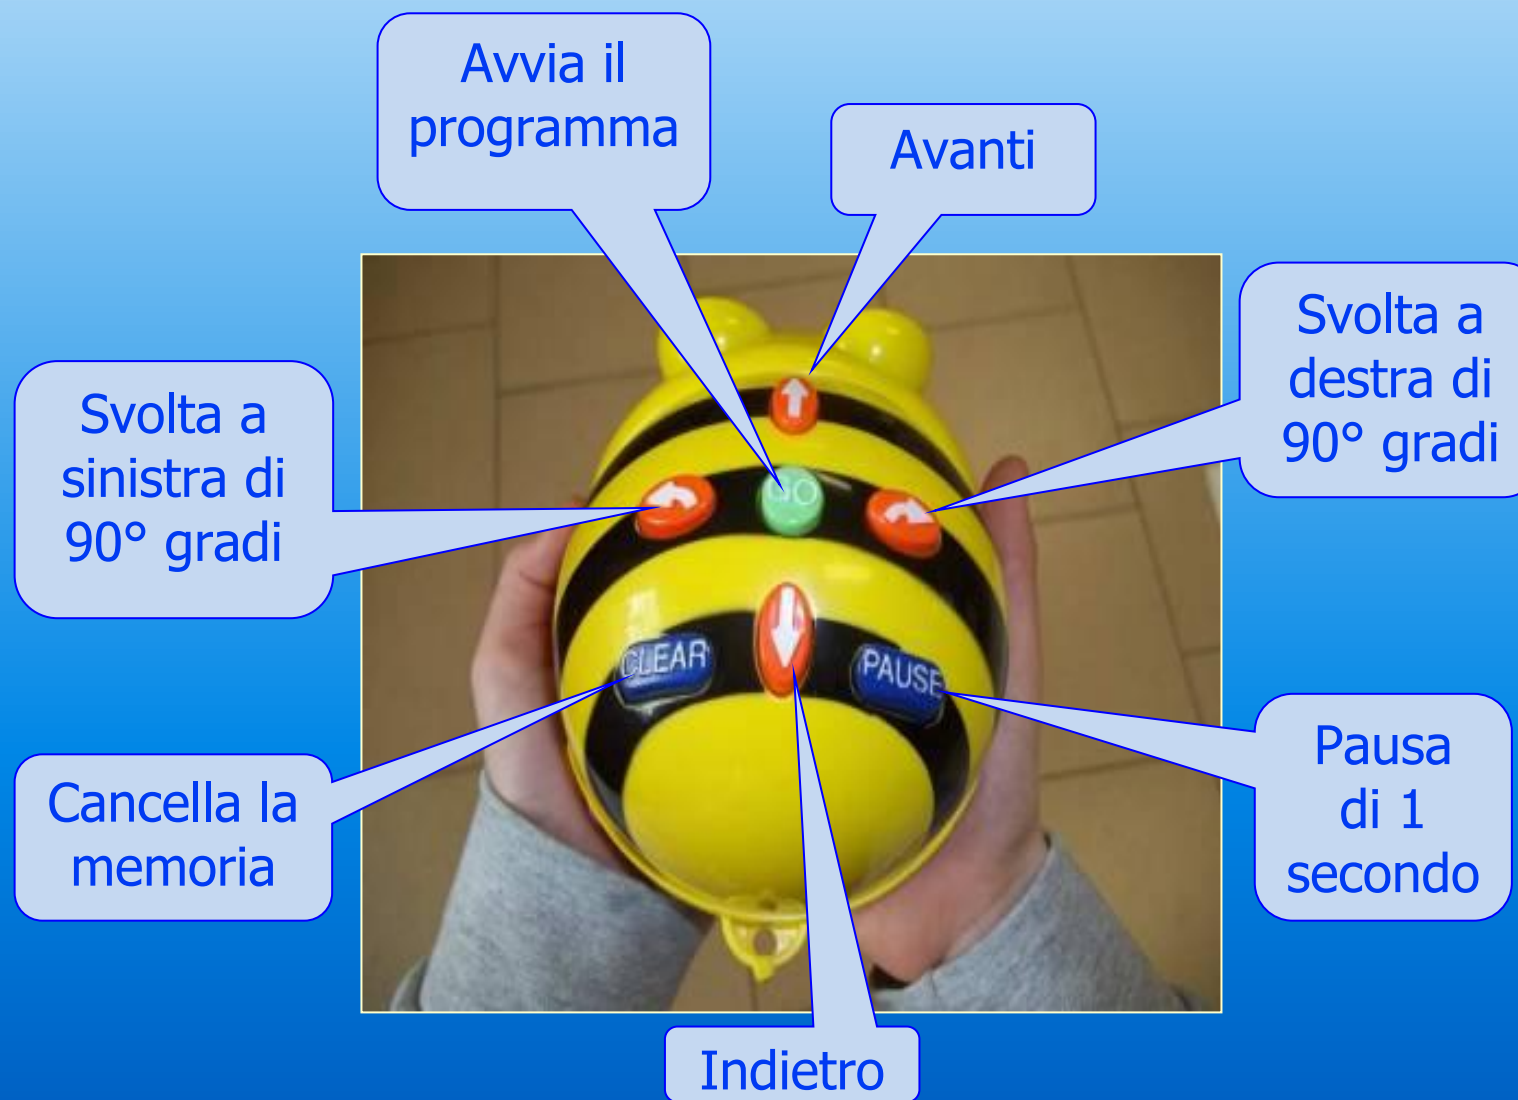 Avvia il
programma
Avanti
Svolta a
destra di
90° gradi
Svolta a
sinistra di
90° gradi
GO
CLEAR
PAUSE
Cancella la
memoria
Pausa
di 1
secondo
Indietro